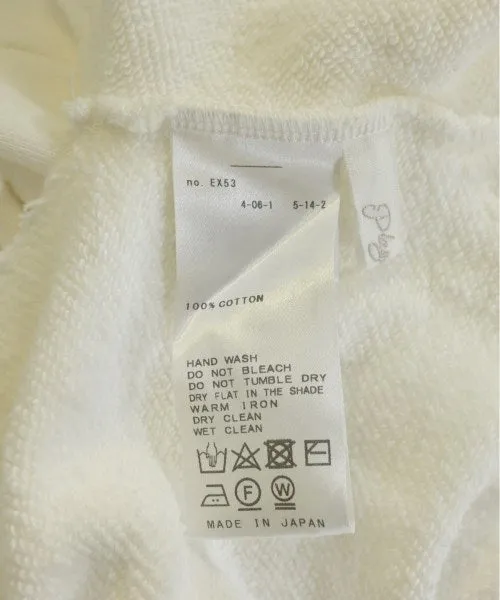 no. EX53
4-06-1 5-14-2
100% COTTON
HAND WASH
DO NOT BLEACH
DO NOT TUMBLE DRY
DRY FLAT IN THE SHADE
WARM IRON
DRY CLEAN
WET CLEAN
F W
MADE IN JAPAN